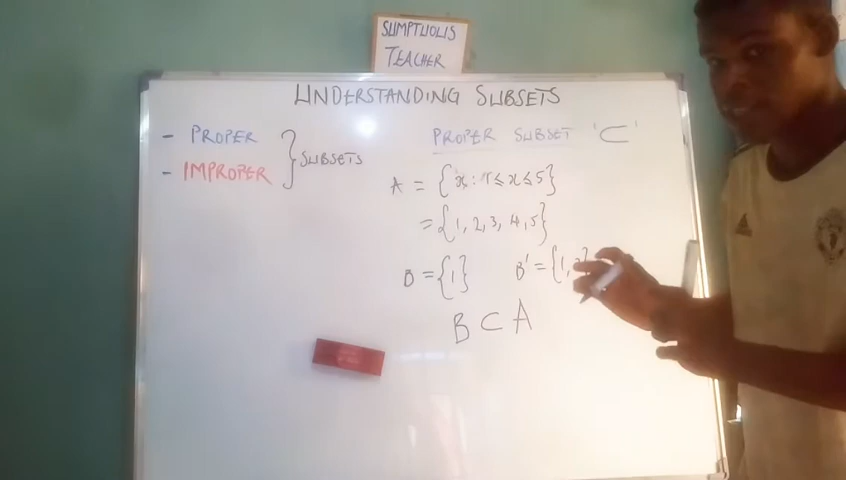 SUMPTUOUS
TEACHER
UNDERSTANDING SUBSETS
- PROPER
- IMPROPER
} SUBSETS
PROPER SUBSET '⊂'
A = {x : 1 ≤ x ≤ 5}
= {1, 2, 3, 4, 5}
B = {1} B' = {1,
B ⊂ A